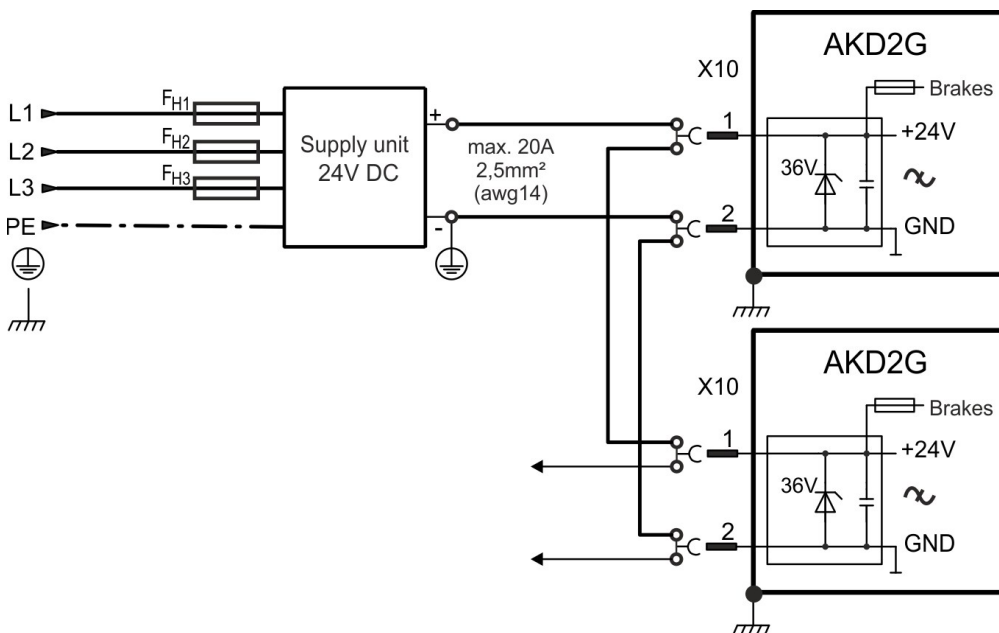 AKD2G
X10
Brakes
L1
FH1
+
1
+24V
Supply unit
24V DC
max. 20A
2,5mm²
(awg14)
36V
L2
FH2
L3
FH3
PE
-
2
GND
AKD2G
X10
Brakes
1
+24V
36V
2
GND